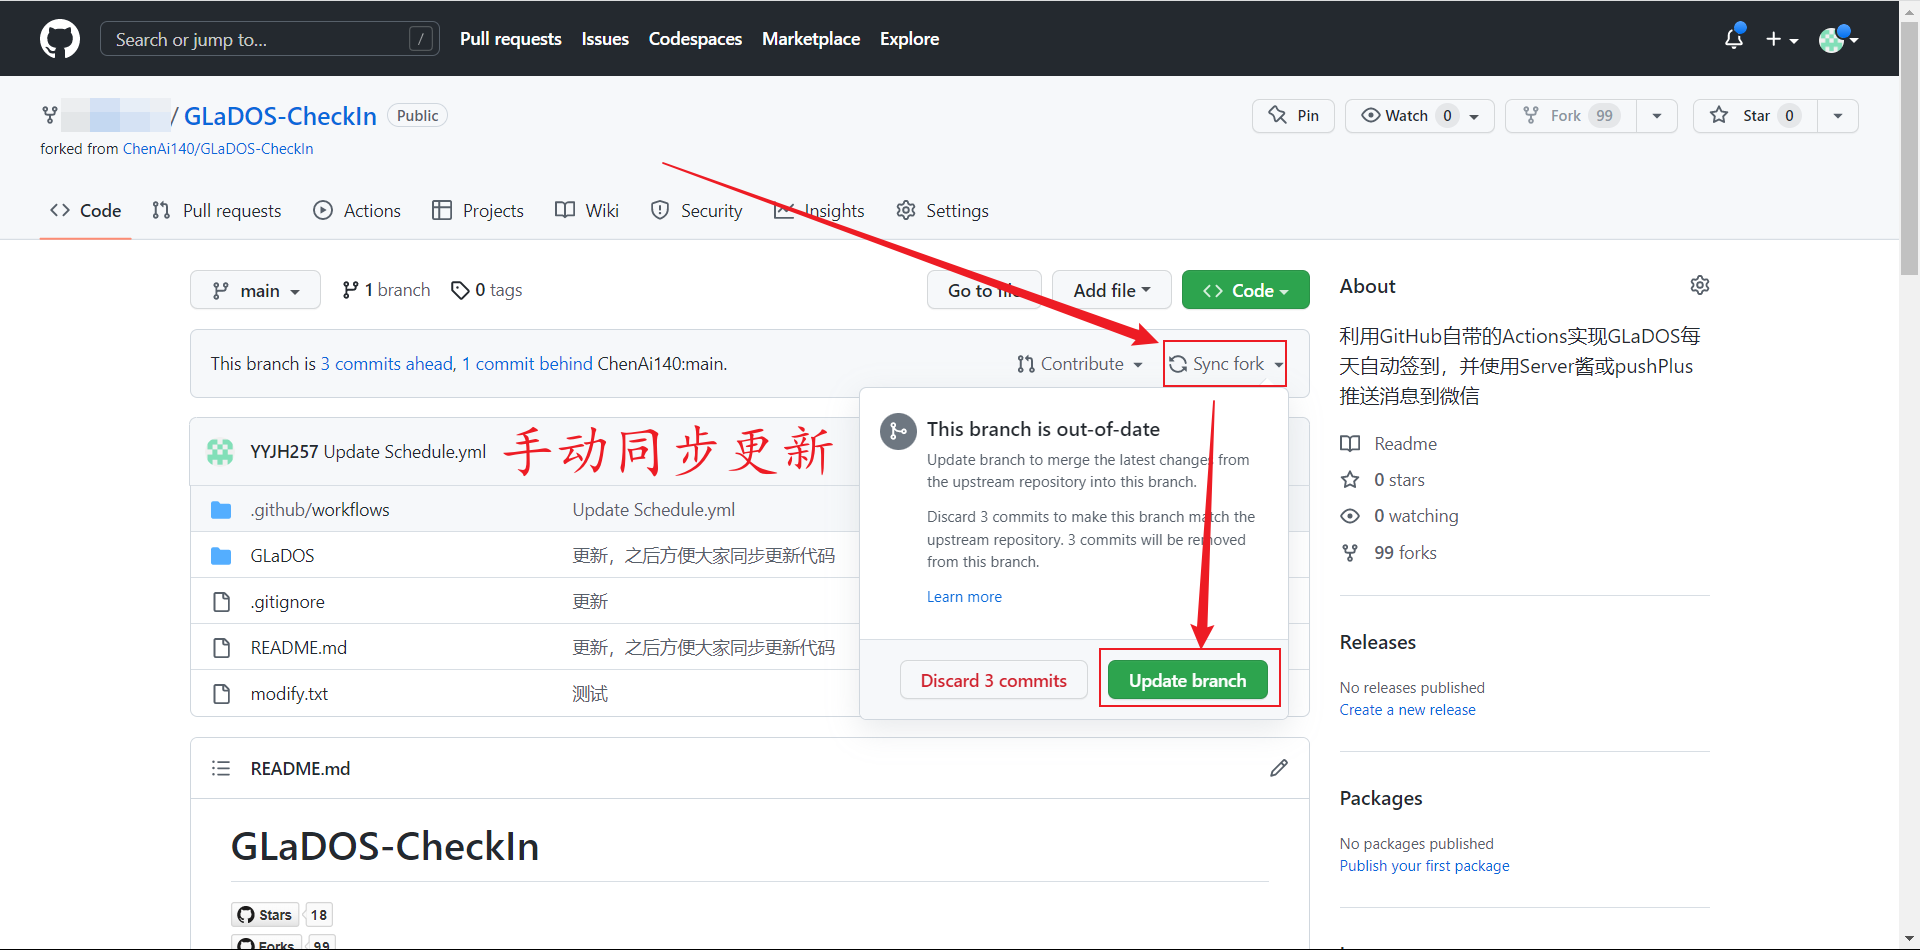 Search or jump to... /
Pull requests Issues Codespaces Marketplace Explore
/ GLaDOS-CheckIn Public
Pin Watch 0 Fork 99 Star 0
forked from ChenAi140/GLaDOS-CheckIn
Code Pull requests Actions Projects Wiki Security Insights Settings
main 1 branch 0 tags
Go to file Add file Code
This branch is 3 commits ahead, 1 commit behind ChenAi140:main.
Contribute Sync fork
YYJH257 Update Schedule.yml 手动同步更新
.github/workflows Update Schedule.yml
GLaDOS 更新，之后方便大家同步更新代码
.gitignore 更新
README.md 更新，之后方便大家同步更新代码
modify.txt 测试
This branch is out-of-date
Update branch to merge the latest changes from
the upstream repository into this branch.
Discard 3 commits to make this branch match the
upstream repository. 3 commits will be removed
from this branch.
Learn more
Discard 3 commits Update branch
README.md
GLaDOS-CheckIn
Stars 18
Forks 99
About
利用GitHub自带的Actions实现GLaDOS每
天自动签到，并使用Server酱或pushPlus
推送消息到微信
Readme
0 stars
0 watching
99 forks
Releases
No releases published
Create a new release
Packages
No packages published
Publish your first package